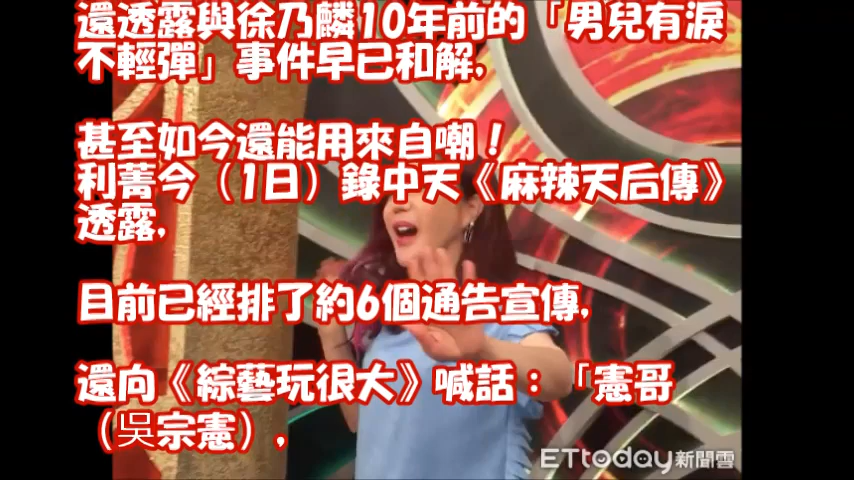 還透露與徐乃麟10年前的「男兒有淚
不輕彈」事件早已和解,
甚至如今還能用來自嘲！
利菁今（1日）錄中天《麻辣天后傳》
透露,
目前已經排了約6個通告宣傳,
還向《綜藝玩很大》喊話：「憲哥
（吳宗憲）,
ETtoday新聞雲